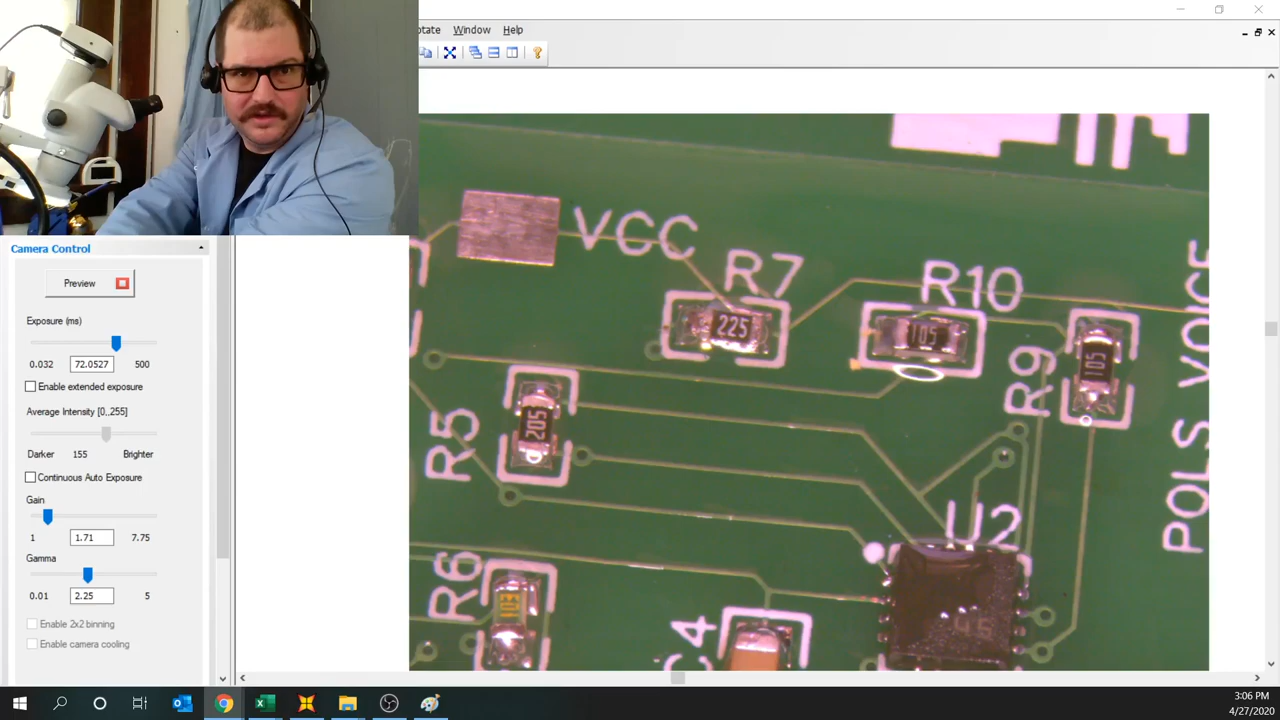 otate Window Help
Camera Control
Preview
Exposure (ms)
0.032 72.0527 500
Enable extended exposure
Average Intensity [0,,255]
Darker 155 Brighter
Continuous Auto Exposure
Gain
1 1.71 7.75
Gamma
0.01 2.25 5
Enable 2x2 binning
Enable camera cooling
VCC
R7
225
R10
105
R9
105
R5
205
U2
R6
E01
C4
POLS VOICE
3:06 PM
4/27/2020